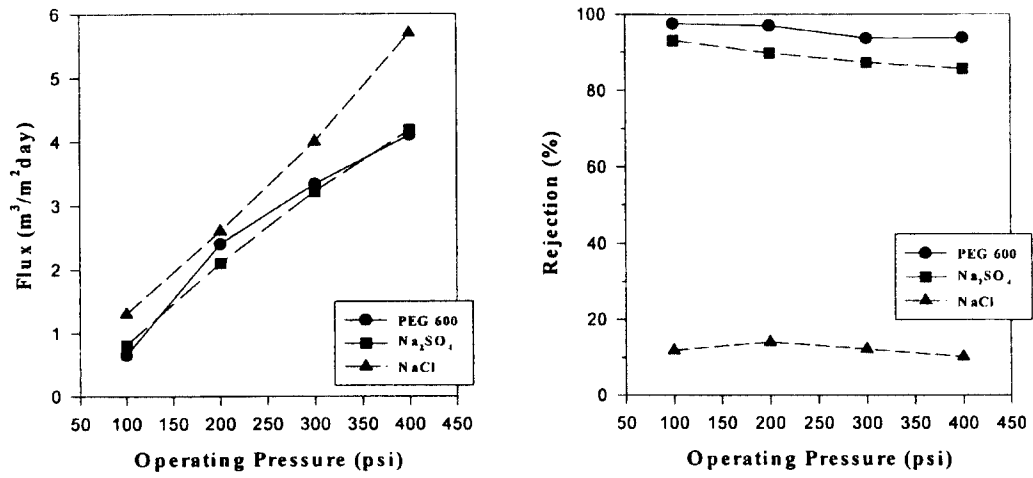 6
5
4
3
2
1
0
Flux (m³/m²day)
50 100 150 200 250 300 350 400 450
Operating Pressure (psi)
PEG 600
Na₂SO₄
NaCl
100
80
60
40
20
0
Rejection (%)
50 100 150 200 250 300 350 400 450
Operating Pressure (psi)
PEG 600
Na₂SO₄
NaCl